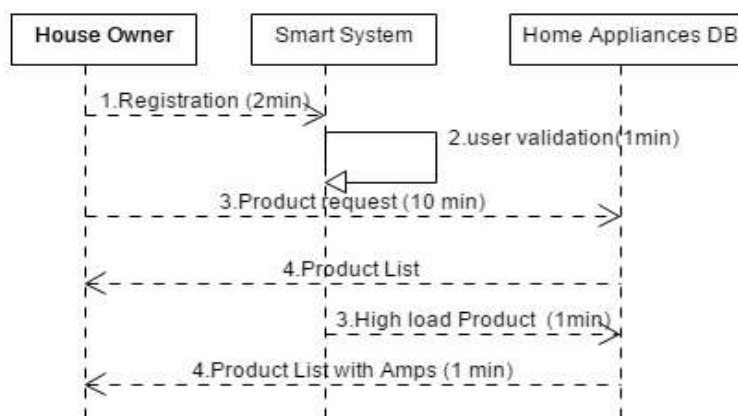 House Owner
Smart System
Home Appliances DB
1.Registration (2min)
2.user validation(1min)
3.Product request (10 min)
4.Product List
3.High load Product (1min)
4.Product List with Amps (1 min)